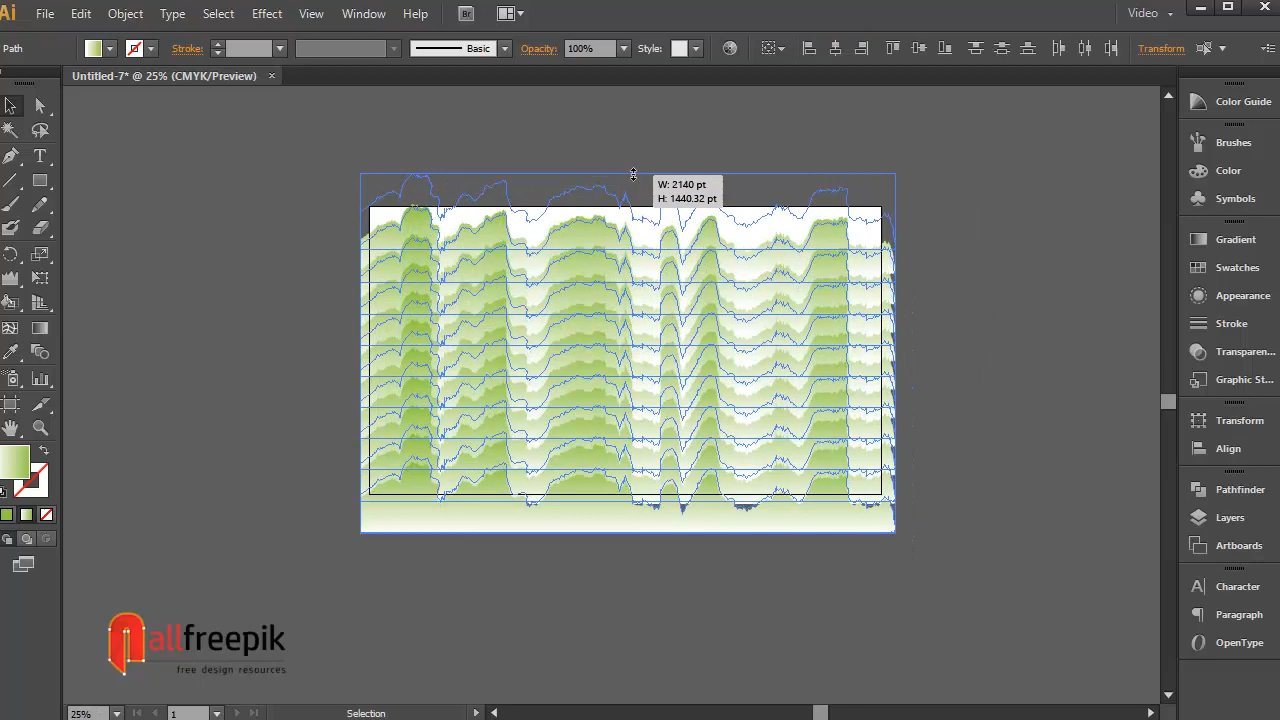 Ai File Edit Object Type Select Effect View Window Help Br Video
Path Stroke: Basic Opacity: 100% Style: Transform
Untitled-7* @ 25% (CMYK/Preview) ×
Color Guide
Brushes
Color
Symbols
Gradient
Swatches
Appearance
Stroke
Transparen...
Graphic St...
Transform
Align
Pathfinder
Layers
Artboards
Character
Paragraph
OpenType
W: 2140 pt
H: 1440.32 pt
allfreepik
free design resources
25% 1 Selection